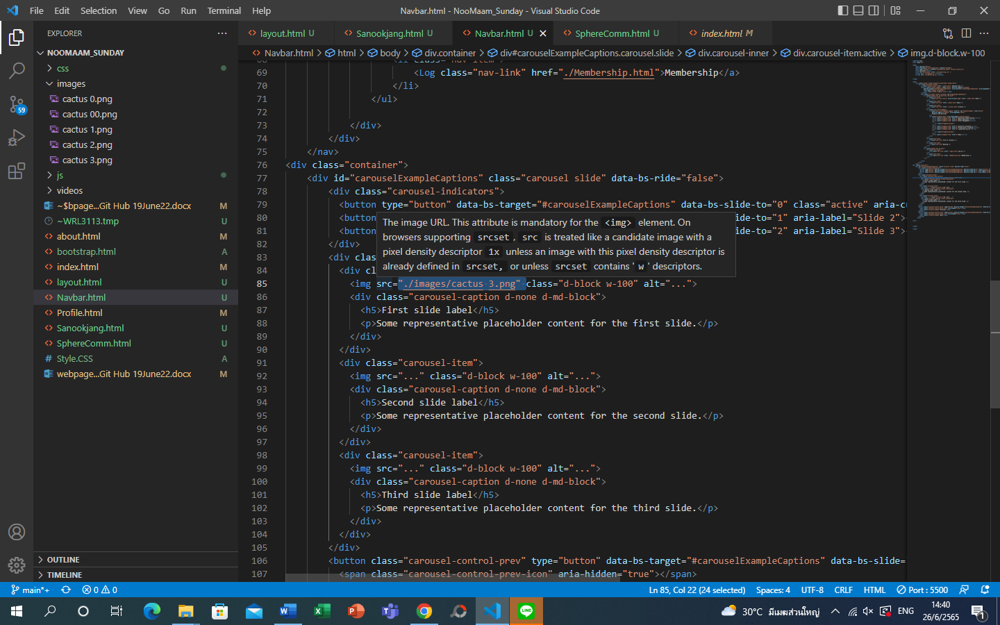 File Edit Selection View Go Run Terminal Help
Navbar.html - NooMaam_Sunday - Visual Studio Code
EXPLORER
layout.html U
Sanookjang.html U
Navbar.html U
SphereComm.html U
index.html M
NOOMAAM_SUNDAY
Navbar.html > html > body > div.container > div#carouselExampleCaptions.carousel.slide > div.carousel-inner > div.carousel-item.active > img.d-block.w-100
css
images
cactus 0.png
cactus 00.png
cactus 1.png
cactus 2.png
cactus 3.png
js
videos
~$bpage...Git Hub 19June22.docx M
~WRL3113.tmp U
about.html M
bootstrap.html A
index.html M
layout.html U
Navbar.html U
Profile.html M
Sanookjang.html U
SphereComm.html U
Style.CSS A
webpage...Git Hub 19June22.docx M
OUTLINE
TIMELINE
59
69 <Log class="nav-link" href="./Membership.html">Membership</a>
70 </li>
71 </ul>
72
73 </div>
74 </div>
75 </nav>
76 <div class="container">
77 <div id="carouselExampleCaptions" class="carousel slide" data-bs-ride="false">
78 <div class="carousel-indicators">
79 <button type="button" data-bs-target="#carouselExampleCaptions" data-bs-slide-to="0" class="active" aria-cu
80 <button bs-slide-to="1" aria-label="Slide 2">
81 <button bs-slide-to="2" aria-label="Slide 3">
82 </div>
83 <div clas
84 <div cl
The image URL. This attribute is mandatory for the <img> element. On
browsers supporting srcset, src is treated like a candidate image with a
pixel density descriptor 1x unless an image with this pixel density descriptor is
already defined in srcset, or unless srcset contains 'w' descriptors.
85 <img src="./images/cactus 3.png" class="d-block w-100" alt="...">
86 <div class="carousel-caption d-none d-md-block">
87 <h5>First slide label</h5>
88 <p>Some representative placeholder content for the first slide.</p>
89 </div>
90 </div>
91 <div class="carousel-item">
92 <img src="..." class="d-block w-100" alt="...">
93 <div class="carousel-caption d-none d-md-block">
94 <h5>Second slide label</h5>
95 <p>Some representative placeholder content for the second slide.</p>
96 </div>
97 </div>
98 <div class="carousel-item">
99 <img src="..." class="d-block w-100" alt="...">
100 <div class="carousel-caption d-none d-md-block">
101 <h5>Third slide label</h5>
102 <p>Some representative placeholder content for the third slide.</p>
103 </div>
104 </div>
105 </div>
106 <button class="carousel-control-prev" type="button" data-bs-target="#carouselExampleCaptions" data-bs-slide=
107 <span class="carousel-control-prev-icon" aria-hidden="true"></span>
main*+ 0 0
Ln 85, Col 22 (24 selected) Spaces: 4 UTF-8 CRLF HTML Port : 5500
30°C มีเมฆส่วนใหญ่ ENG
14:40
26/6/2565
1